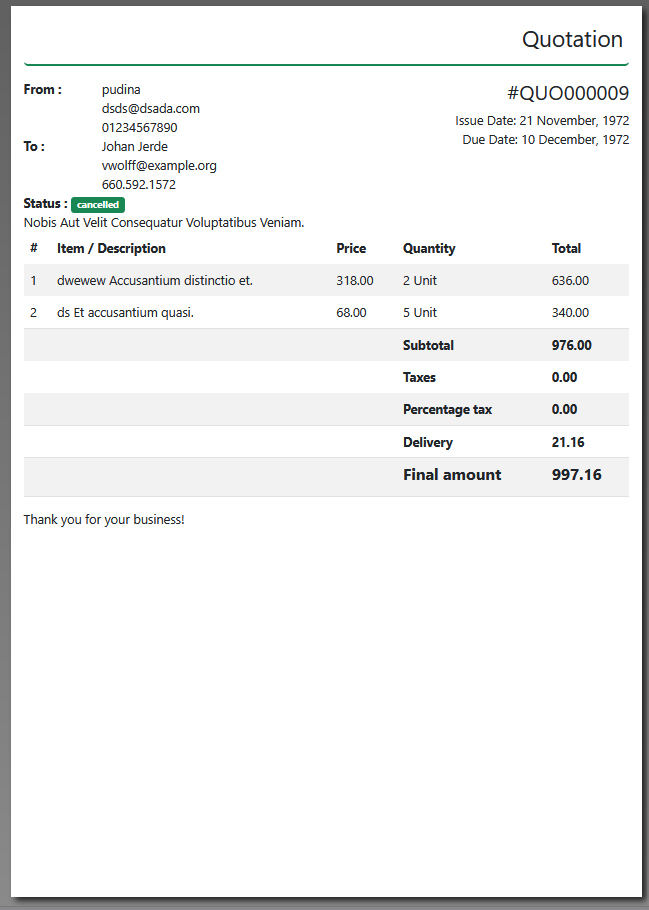 Quotation
From : pudina
dsds@dsada.com
01234567890
To : Johan Jerde
vwolff@example.org
660.592.1572
#QUO000009
Issue Date: 21 November, 1972
Due Date: 10 December, 1972
Status : cancelled
Nobis Aut Velit Consequatur Voluptatibus Veniam.
# Item / Description Price Quantity Total
1 dwewew Accusantium distinctio et. 318.00 2 Unit 636.00
2 ds Et accusantium quasi. 68.00 5 Unit 340.00
Subtotal 976.00
Taxes 0.00
Percentage tax 0.00
Delivery 21.16
Final amount 997.16
Thank you for your business!